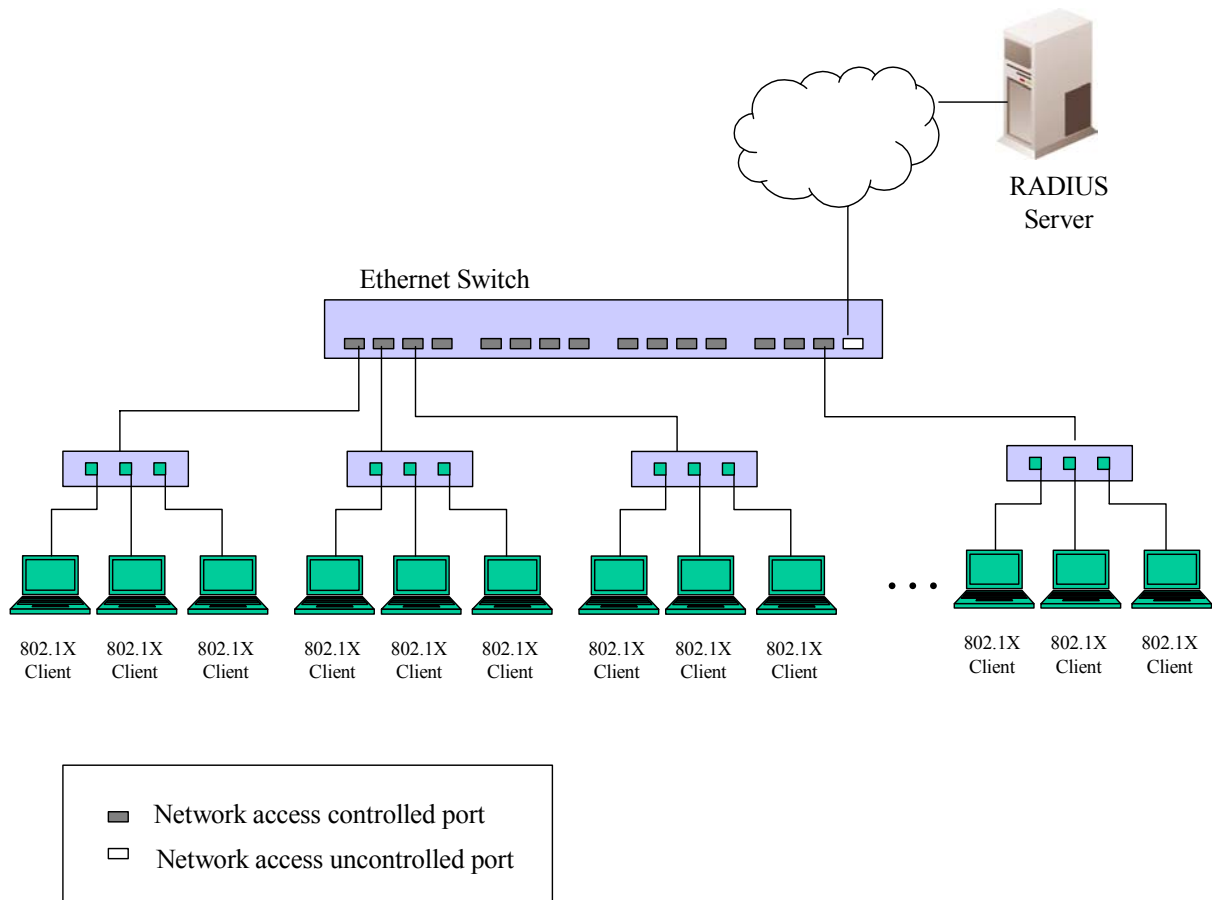 RADIUS
Server
Ethernet Switch
802.1X
Client
802.1X
Client
802.1X
Client
802.1X
Client
802.1X
Client
802.1X
Client
802.1X
Client
802.1X
Client
802.1X
Client
...
802.1X
Client
802.1X
Client
802.1X
Client
Network access controlled port
Network access uncontrolled port